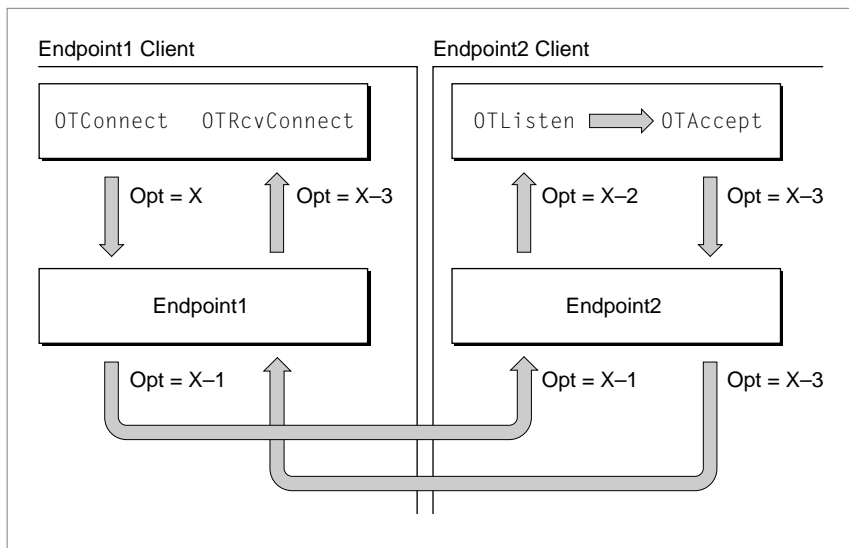 Endpoint1 Client
Endpoint2 Client
OTConnect
OTRcvConnect
OTListen
OTAccept
Opt = X
Opt = X–3
Opt = X–2
Opt = X–3
Endpoint1
Endpoint2
Opt = X–1
Opt = X–1
Opt = X–3